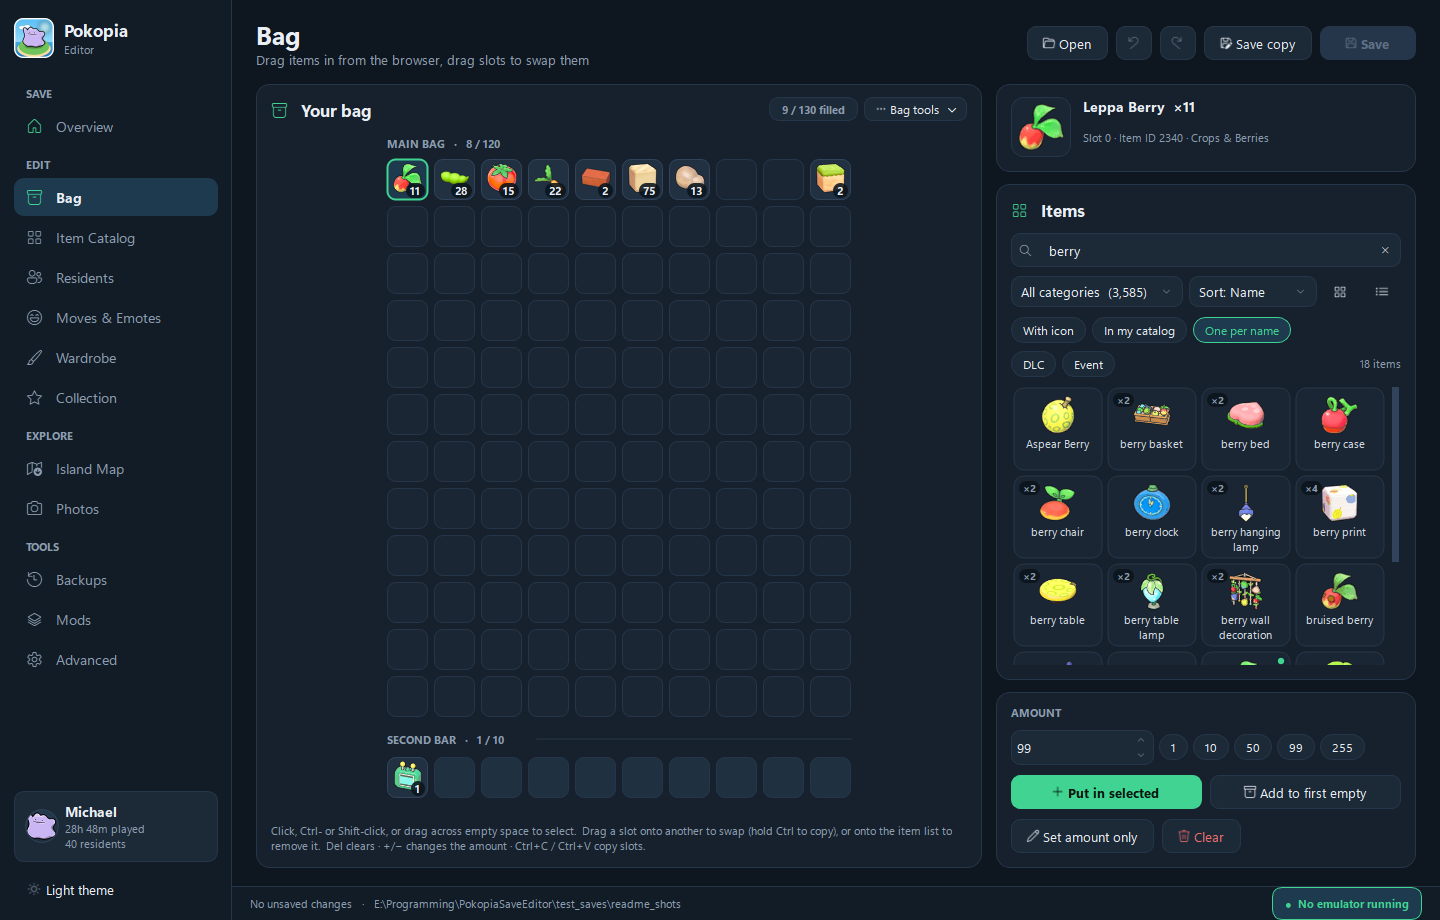 Pokopia
Editor
SAVE
Overview
EDIT
Bag
Item Catalog
Residents
Moves & Emotes
Wardrobe
Collection
EXPLORE
Island Map
Photos
TOOLS
Backups
Mods
Advanced
Michael
28h 48m played
40 residents
Light theme
Bag
Drag items in from the browser, drag slots to swap them
Open
Save copy
Save
Your bag
9 / 130 filled
··· Bag tools
MAIN BAG · 8 / 120
11 28 15 22 2 75 13 2
SECOND BAR · 1 / 10
1
Click, Ctrl- or Shift-click, or drag across empty space to select. Drag a slot onto another to swap (hold Ctrl to copy), or onto the item list to
remove it. Del clears · +/− changes the amount · Ctrl+C / Ctrl+V copy slots.
Leppa Berry ×11
Slot 0 · Item ID 2340 · Crops & Berries
Items
berry ×
All categories (3,585)
Sort: Name
With icon
In my catalog
One per name
DLC
Event
18 items
Aspear Berry
×2 berry basket
×2 berry bed
berry case
×2 berry chair
berry clock
×2 berry hanging
lamp
×4 berry print
×2 berry table
×2 berry table
lamp
×2 berry wall
decoration
bruised berry
AMOUNT
99
1 10 50 99 255
+ Put in selected
Add to first empty
Set amount only
Clear
No unsaved changes · E:\Programming\PokopiaSaveEditor\test_saves\readme_shots
● No emulator running